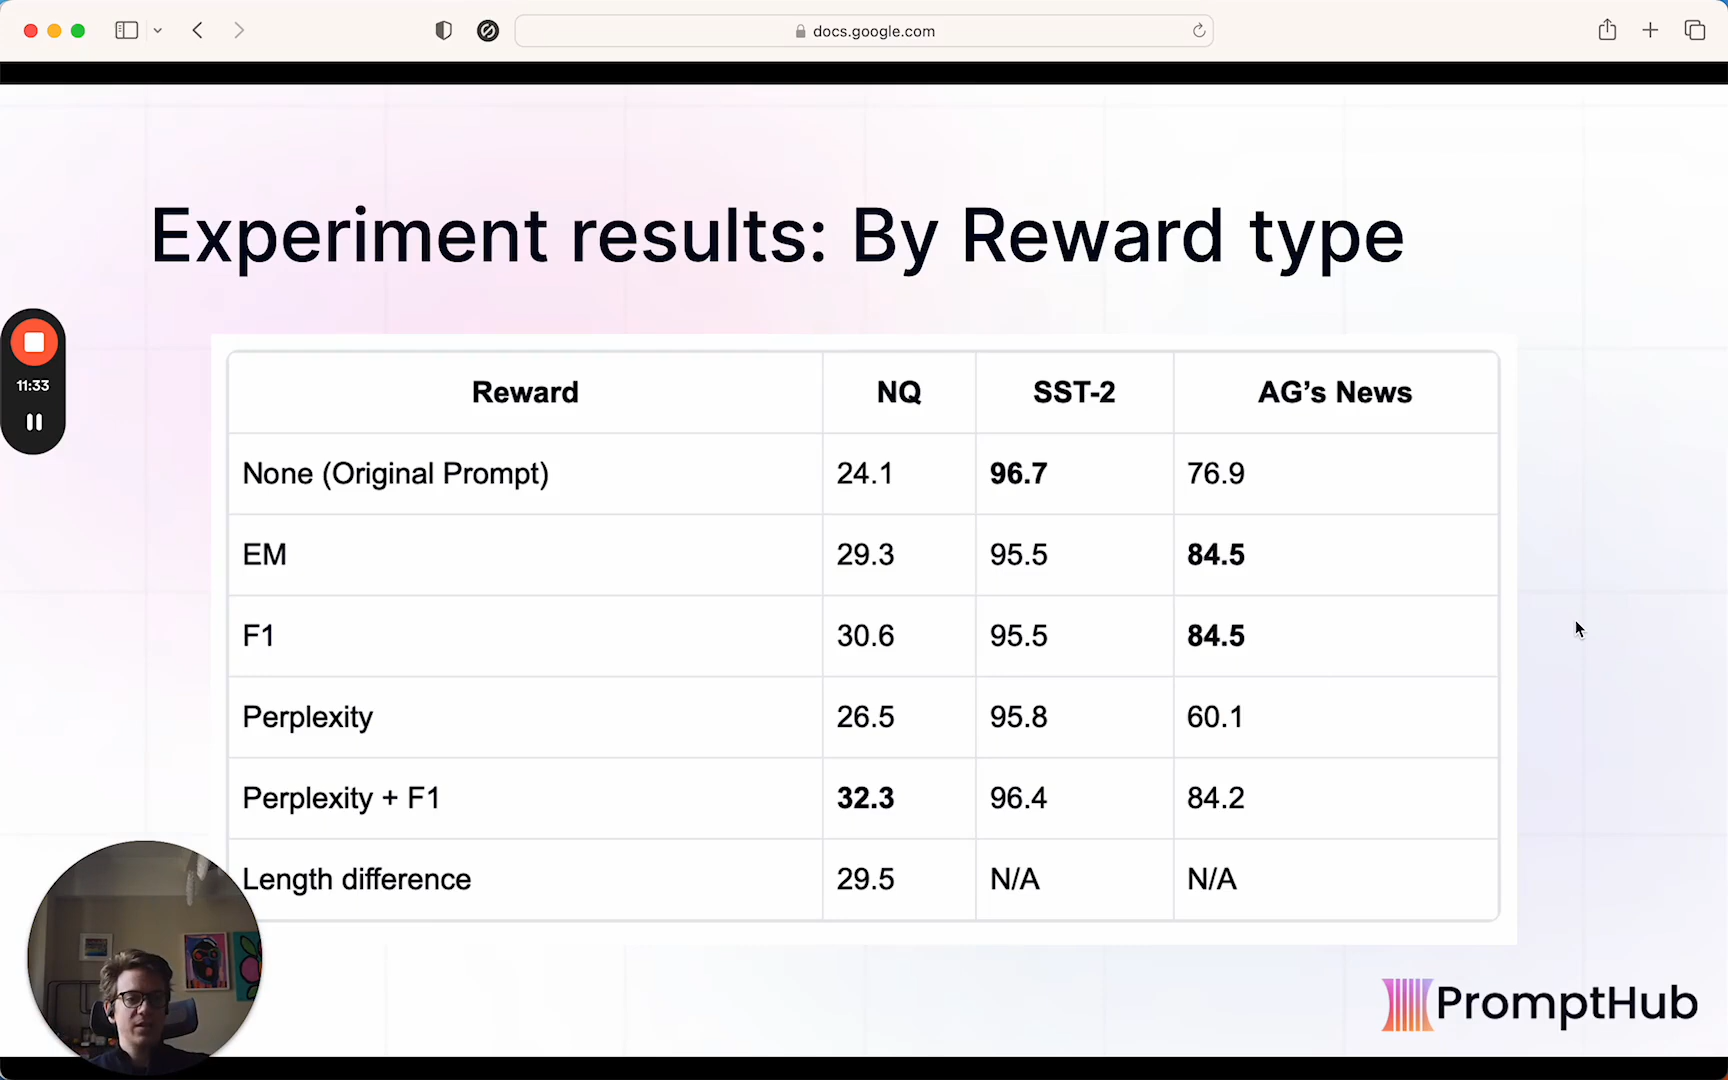 docs.google.com
Experiment results: By Reward type
11:33
Reward NQ SST-2 AG’s News
None (Original Prompt) 24.1 96.7 76.9
EM 29.3 95.5 84.5
F1 30.6 95.5 84.5
Perplexity 26.5 95.8 60.1
Perplexity + F1 32.3 96.4 84.2
Length difference 29.5 N/A N/A
PromptHub